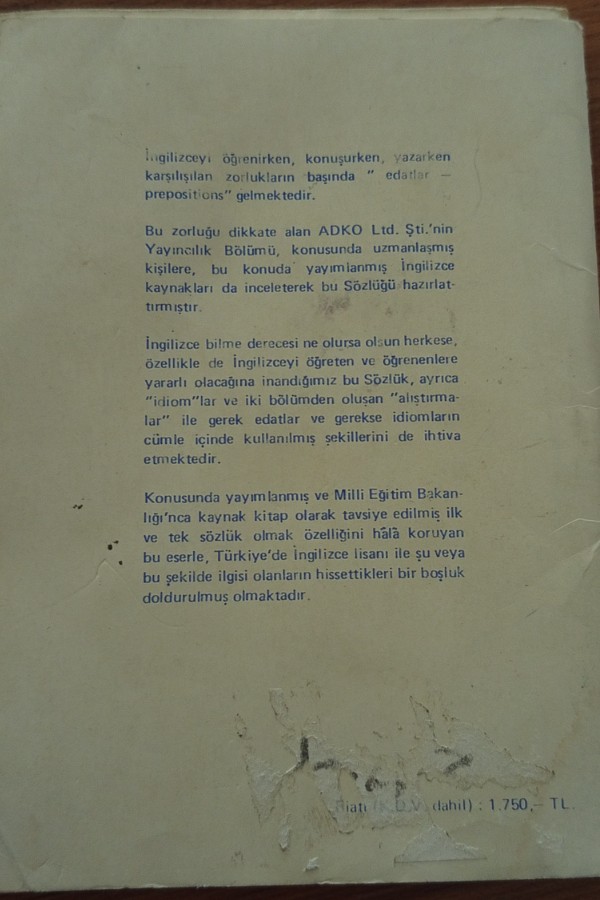 İngilizceyi öğrenirken, konuşurken, yazarken
karşılışılan zorlukların başında " edatlar —
prepositions" gelmektedir.
Bu zorluğu dikkate alan ADKO Ltd. Şti.'nin
Yayıncılık Bölümü, konusunda uzmanlaşmış
kişilere, bu konuda yayımlanmış İngilizce
kaynakları da inceleterek bu Sözlüğü hazırlat-
tırmıştır.
İngilizce bilme derecesi ne olursa olsun herkese,
özellikle de İngilizceyi öğreten ve öğrenenlere
yararlı olacağına inandığımız bu Sözlük, ayrıca
"idiom"lar ve iki bölümden oluşan "alıştırma-
lar" ile gerek edatlar ve gerekse idiomların
cümle içinde kullanılmış şekillerini de ihtiva
etmektedir.
Konusunda yayımlanmış ve Milli Eğitim Bakan-
lığı'nca kaynak kitap olarak tavsiye edilmiş ilk
ve tek sözlük olmak özelliğini hâlâ koruyan
bu eserle, Türkiye'de İngilizce lisanı ile şu veya
bu şekilde ilgisi olanların hissettikleri bir boşluk
doldurulmuş olmaktadır.
Fiatı (K.D.V. dahil) : 1.750,— TL.